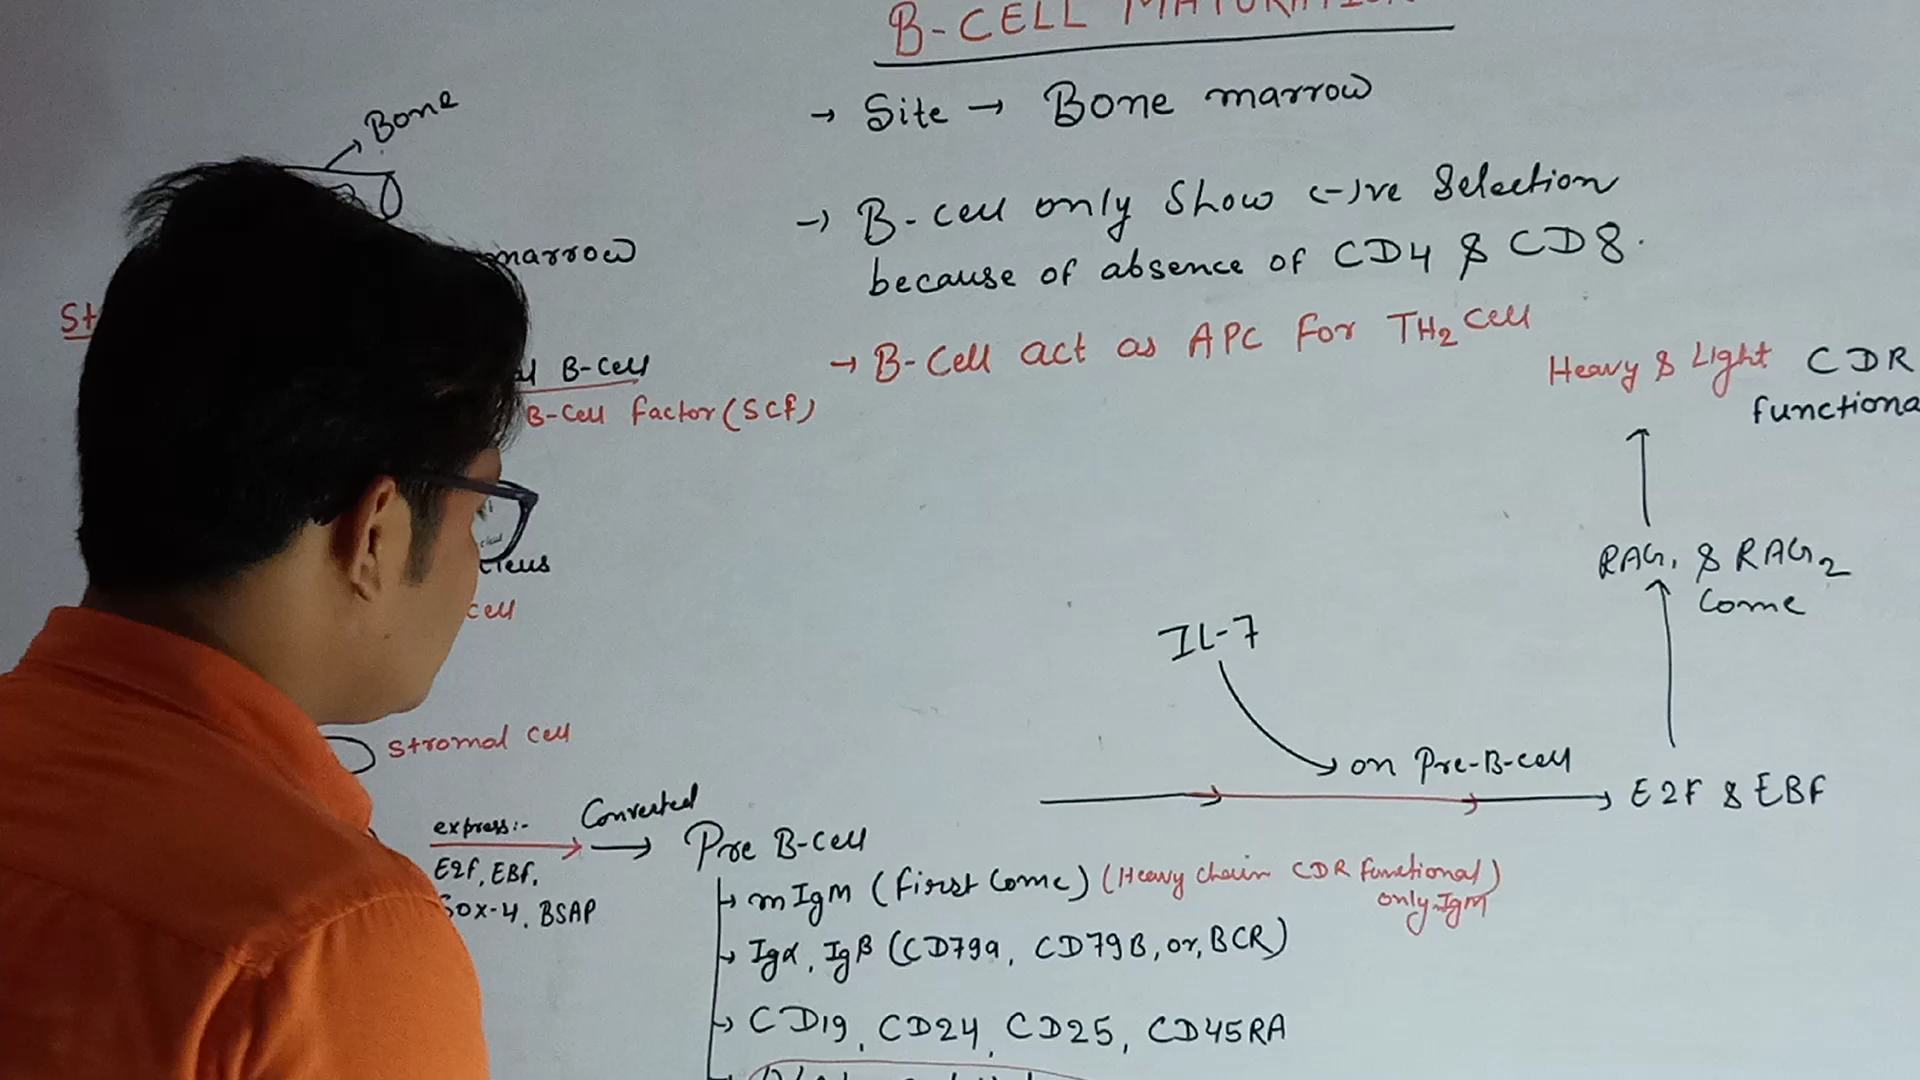 B-CELL MATURATION
→ Site → Bone marrow
→ B-cell only Show (-)ve Selection
because of absence of CD4 & CD8.
→ B-Cell act as APC For TH2 Cell
Bone
marrow
St
B-Cell
B-Cell factor (SCF)
cell
Stromal Cell
express:-
E2f, EBf,
SOX-4, BSAP
Converted
Pre B-Cell
mIgM (first Come) (Heavy Chain CDR functional)
only IgM
Igα, Igβ (CD79a, CD79B, or, BCR)
CD19, CD24, CD25, CD45RA
IL-7
on Pre-B-cell
E2F & EBF
RAG1 & RAG2
Come
Heavy & Light CDR
functiona